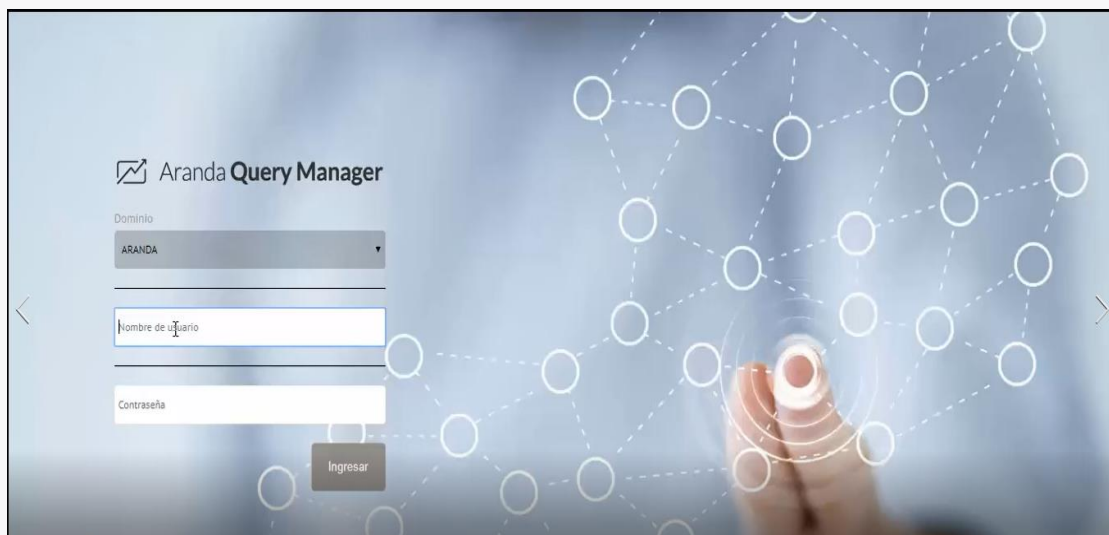 Aranda Query Manager
Dominio
ARANDA
Nombre de usuario
Contraseña
Ingresar